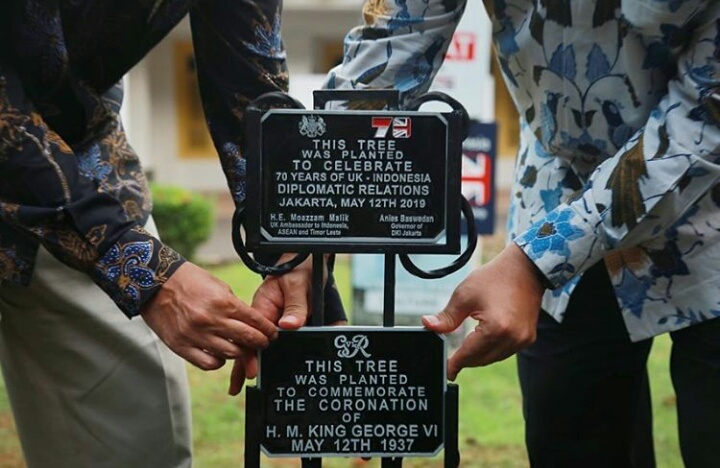 70
THIS TREE
WAS PLANTED
TO CELEBRATE
70 YEARS OF UK - INDONESIA
DIPLOMATIC RELATIONS
JAKARTA, MAY 12TH 2019
H.E. Moazzam Malik
UK Ambassador to Indonesia,
ASEAN and Timor Leste
Anies Baswedan
Governor of
DKI Jakarta
GviR
THIS TREE
WAS PLANTED
TO COMMEMORATE
THE CORONATION
OF
H. M. KING GEORGE VI
MAY 12TH 1937